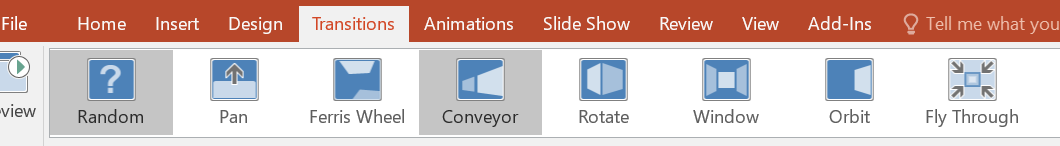 File Home Insert Design Transitions Animations Slide Show Review View Add-Ins Tell me what you
?
eview Random Pan Ferris Wheel Conveyor Rotate Window Orbit Fly Through